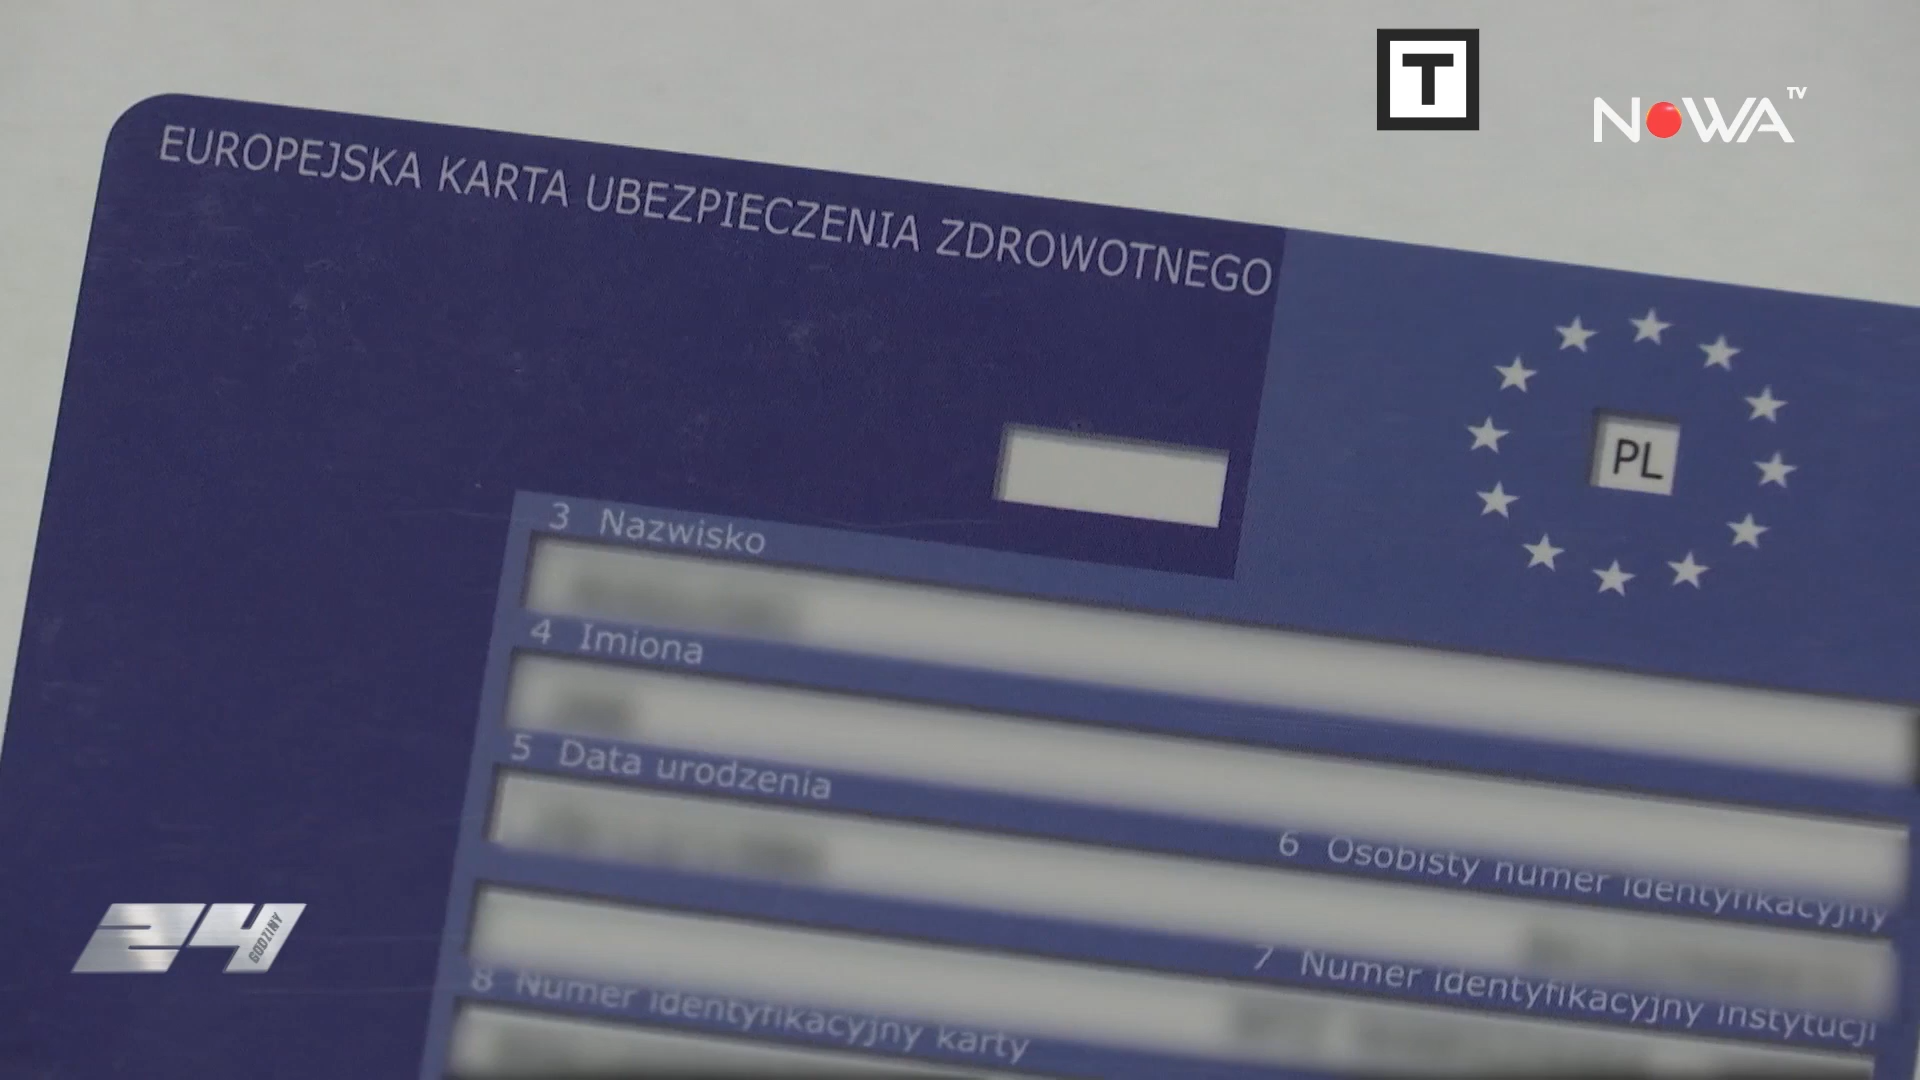 T
NOWA TV
EUROPEJSKA KARTA UBEZPIECZENIA ZDROWOTNEGO
PL
3 Nazwisko
4 Imiona
5 Data urodzenia
6 Osobisty numer identyfikacyjny
7 Numer identyfikacyjny instytucji
8 Numer identyfikacyjny karty
24 GODZINY